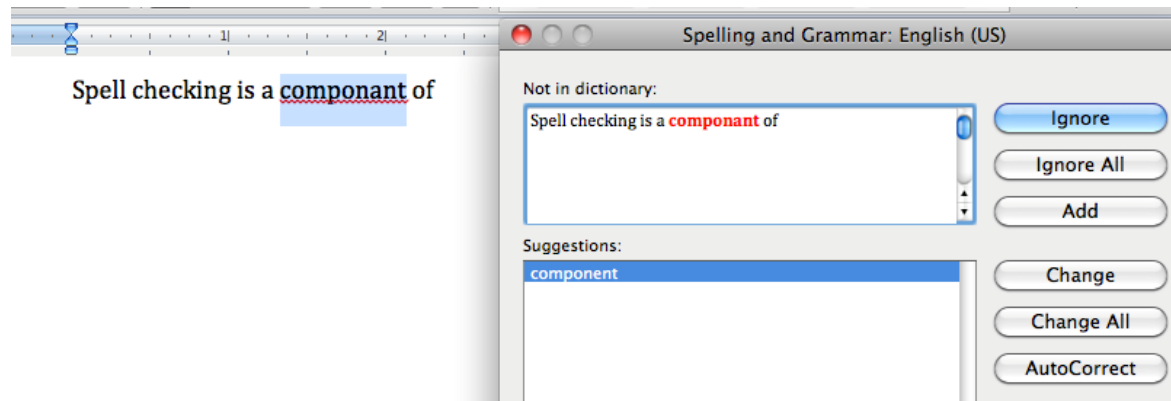 1 2
Spelling and Grammar: English (US)
Spell checking is a componant of
Not in dictionary:
Spell checking is a componant of
Ignore
Ignore All
Add
Suggestions:
component
Change
Change All
AutoCorrect